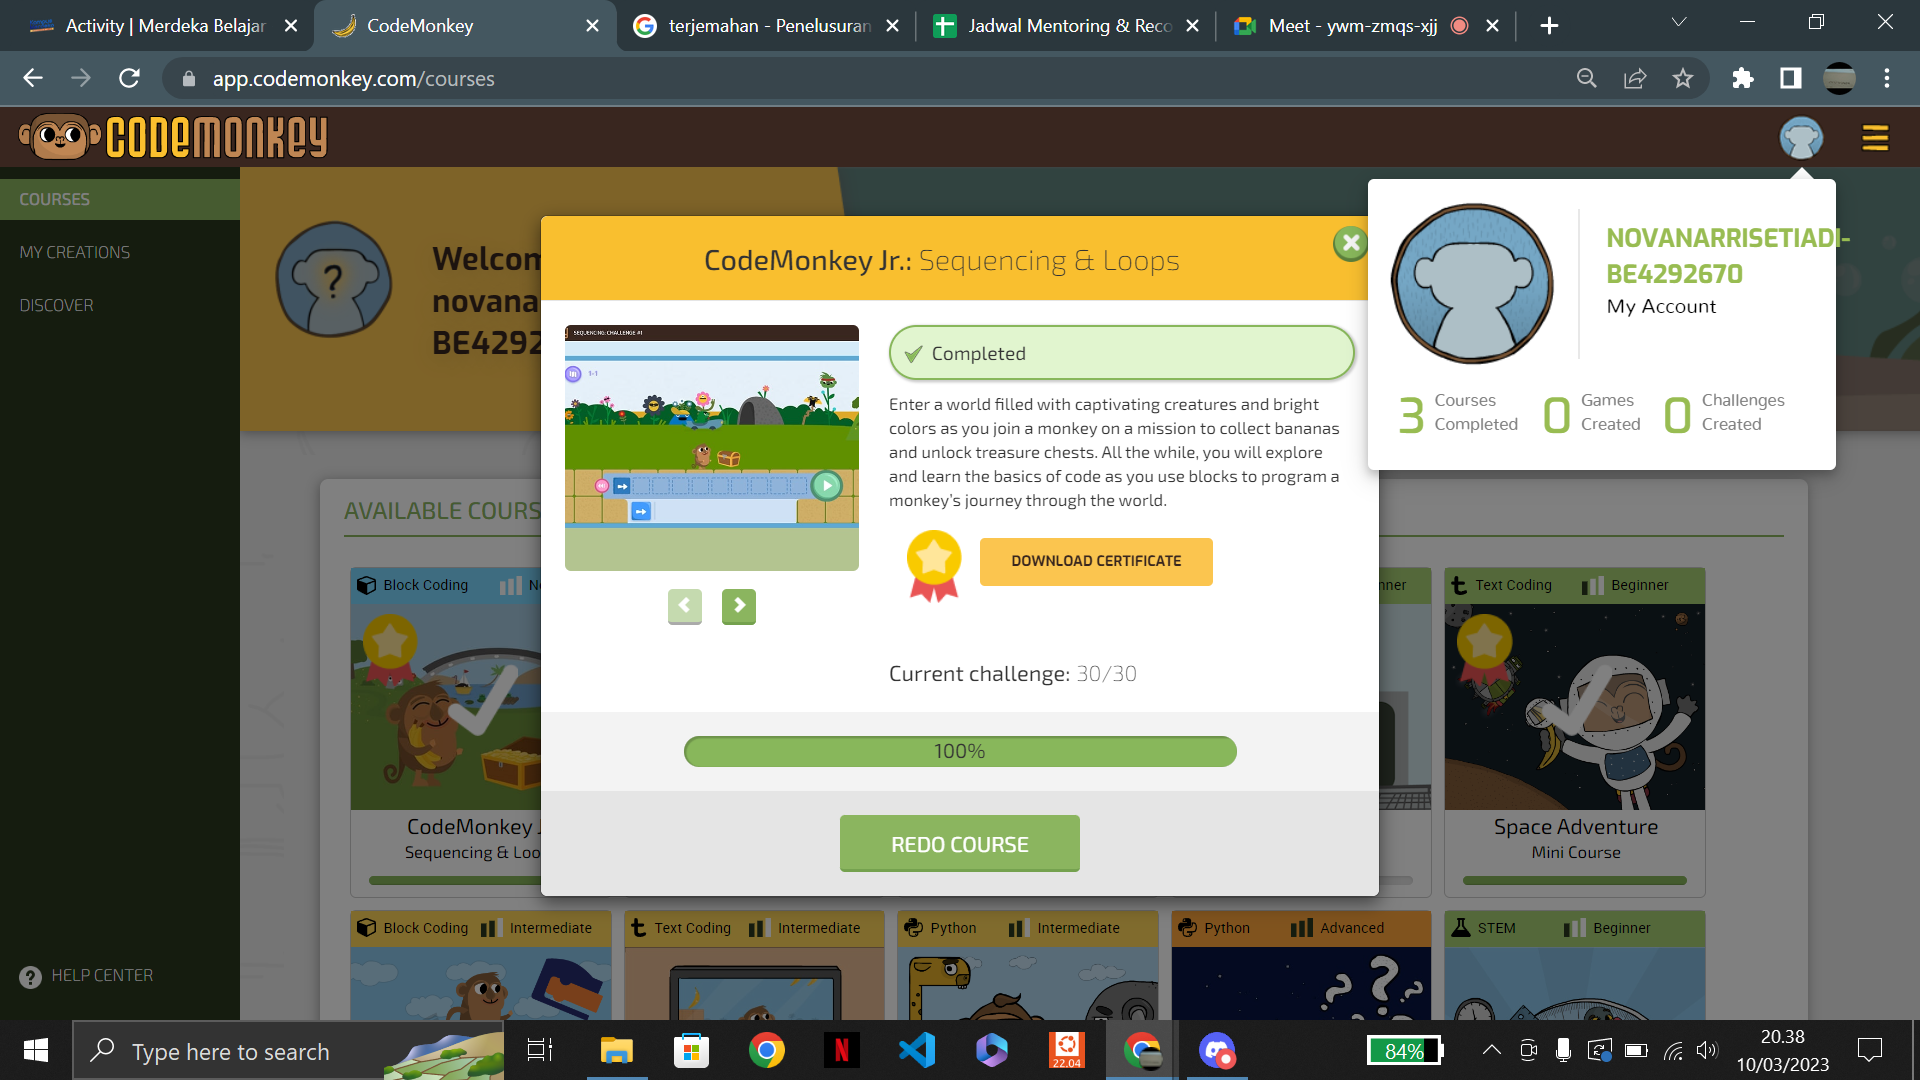 Activity | Merdeka Belajar
CodeMonkey
terjemahan - Penelusuran
Jadwal Mentoring & Reco
Meet - ywm-zmqs-xjj
app.codemonkey.com/courses
CODEMONKEY
COURSES
MY CREATIONS
DISCOVER
HELP CENTER
Welcom
novana
BE4292
CodeMonkey Jr.: Sequencing & Loops
SEQUENCING: CHALLENGE #1
1-1
Completed
Enter a world filled with captivating creatures and bright
colors as you join a monkey on a mission to collect bananas
and unlock treasure chests. All the while, you will explore
and learn the basics of code as you use blocks to program a
monkey's journey through the world.
DOWNLOAD CERTIFICATE
Current challenge: 30/30
100%
REDO COURSE
NOVANARRISETIADI-
BE4292670
My Account
3 Courses Completed
0 Games Created
0 Challenges Created
AVAILABLE COURS
Block Coding
N
nner
Text Coding
Beginner
CodeMonkey J
Sequencing & Loo
Space Adventure
Mini Course
Block Coding
Intermediate
Text Coding
Intermediate
Python
Intermediate
Python
Advanced
STEM
Beginner
Type here to search
N
22.04
84%
20.38
10/03/2023